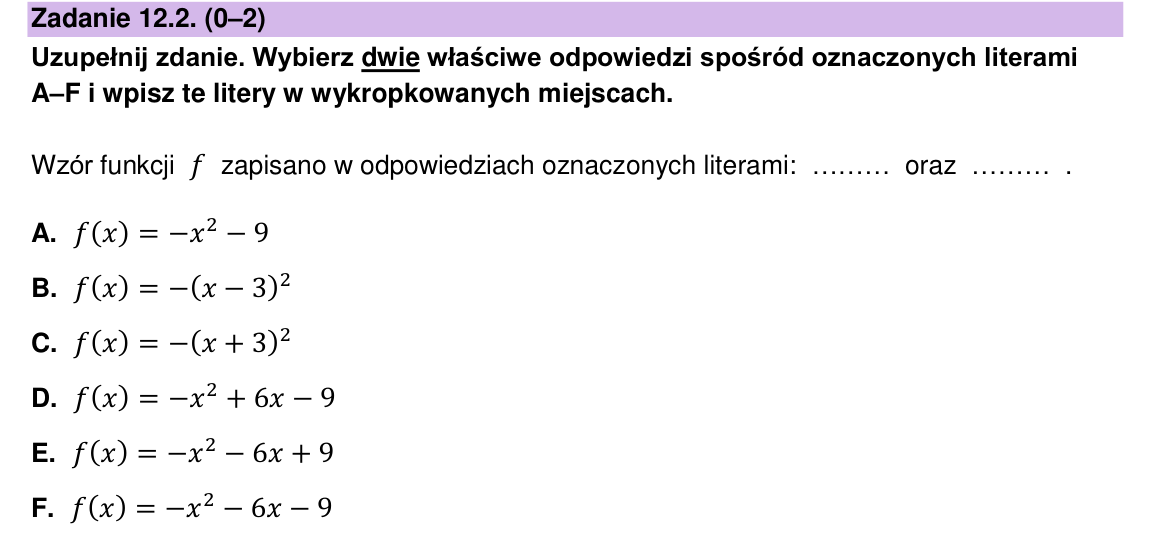 Zadanie 12.2. (0–2)
Uzupełnij zdanie. Wybierz dwie właściwe odpowiedzi spośród oznaczonych literami
A–F i wpisz te litery w wykropkowanych miejscach.
Wzór funkcji f zapisano w odpowiedziach oznaczonych literami: ......... oraz ......... .
A. f(x) = −x² − 9
B. f(x) = −(x − 3)²
C. f(x) = −(x + 3)²
D. f(x) = −x² + 6x − 9
E. f(x) = −x² − 6x + 9
F. f(x) = −x² − 6x − 9